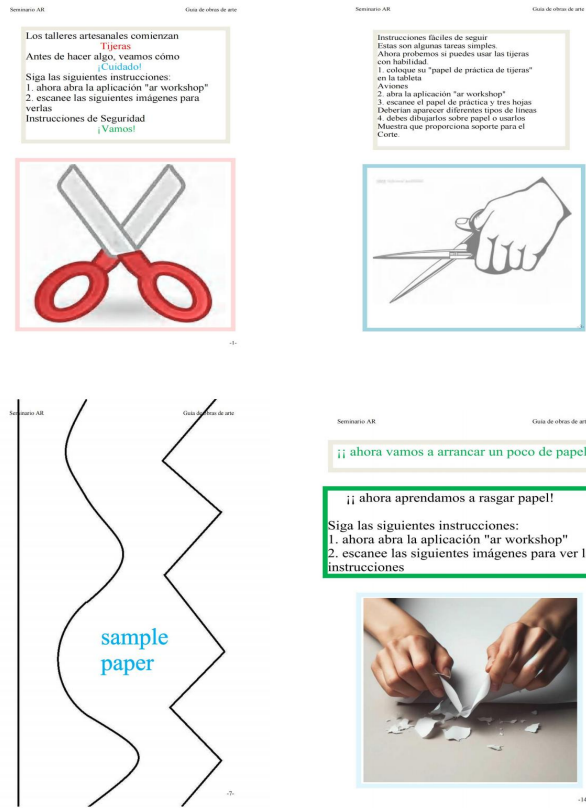 Seminario AR
Guia de obras de arte
Los talleres artesanales comienzan
Tijeras
Antes de hacer algo, veamos cómo
¡Cuidado!
Siga las siguientes instrucciones:
1. ahora abra la aplicación "ar workshop"
2. escanee las siguientes imágenes para
verlas
Instrucciones de Seguridad
¡Vamos!
-1-
Seminario AR
Guia de obras de arte
Instrucciones fáciles de seguir
Estas son algunas tareas simples.
Ahora probemos si puedes usar las tijeras
con habilidad.
1. coloque su "papel de práctica de tijeras"
en la tableta
Aviones
2. abra la aplicación "ar workshop"
3. escanee el papel de práctica y tres hojas
Deberían aparecer diferentes tipos de líneas
4. debes dibujarlos sobre papel o usarlos
Muestra que proporciona soporte para el
Corte.
Seminario AR
Guia de obras de arte
sample
paper
-7-
Seminario AR
Guia de obras de art
¡¡ ahora vamos a arrancar un poco de papel
¡¡ ahora aprendamos a rasgar papel!
Siga las siguientes instrucciones:
1. ahora abra la aplicación "ar workshop"
2. escanee las siguientes imágenes para ver l
instrucciones
-14